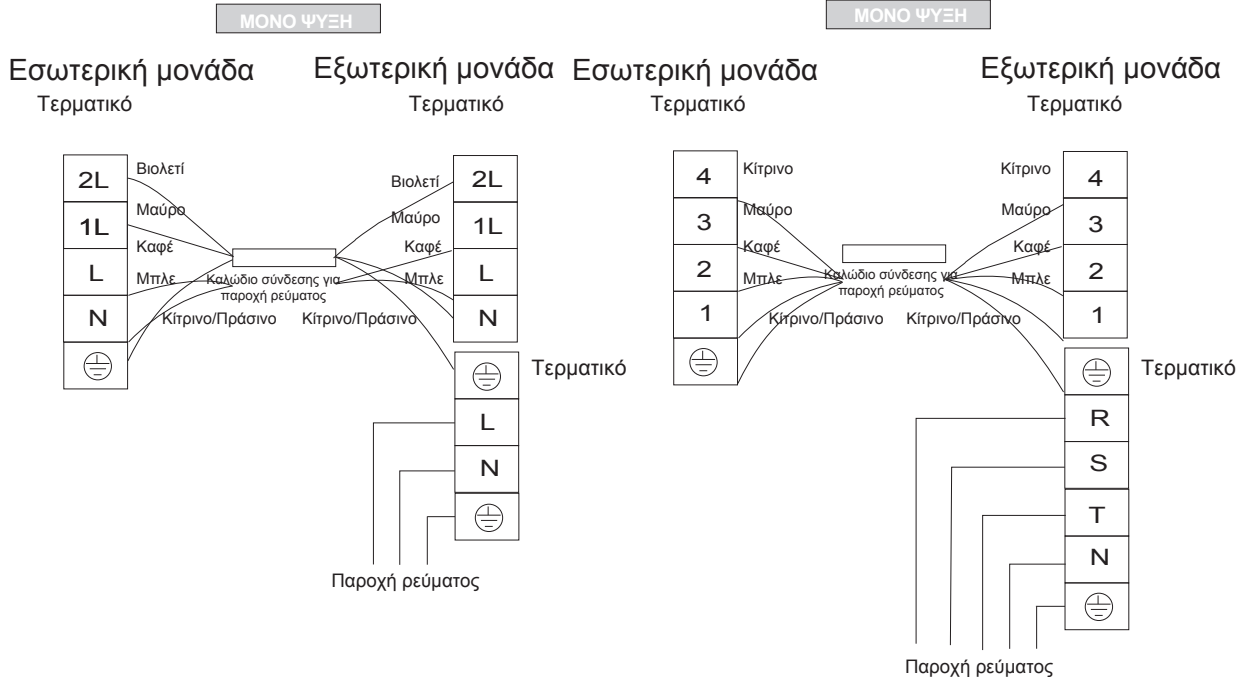 ΜΟΝΟ ΨΥΞΗ
Εσωτερική μονάδα
Εξωτερική μονάδα
Τερματικό
Τερματικό
2L
Βιολετί
Βιολετί
2L
1L
Μαύρο
Μαύρο
1L
L
Καφέ
Καφέ
L
Μπλε
Καλώδιο σύνδεσης για
παροχή ρεύματος
Μπλε
N
Κίτρινο/Πράσινο
Κίτρινο/Πράσινο
N
Τερματικό
L
N
Παροχή ρεύματος
ΜΟΝΟ ΨΥΞΗ
Εσωτερική μονάδα
Εξωτερική μονάδα
Τερματικό
Τερματικό
4
Κίτρινο
Κίτρινο
4
3
Μαύρο
Μαύρο
3
Καφέ
Καφέ
2
Μπλε
Καλώδιο σύνδεσης για
παροχή ρεύματος
Μπλε
2
1
Κίτρινο/Πράσινο
Κίτρινο/Πράσινο
1
Τερματικό
R
S
T
N
Παροχή ρεύματος